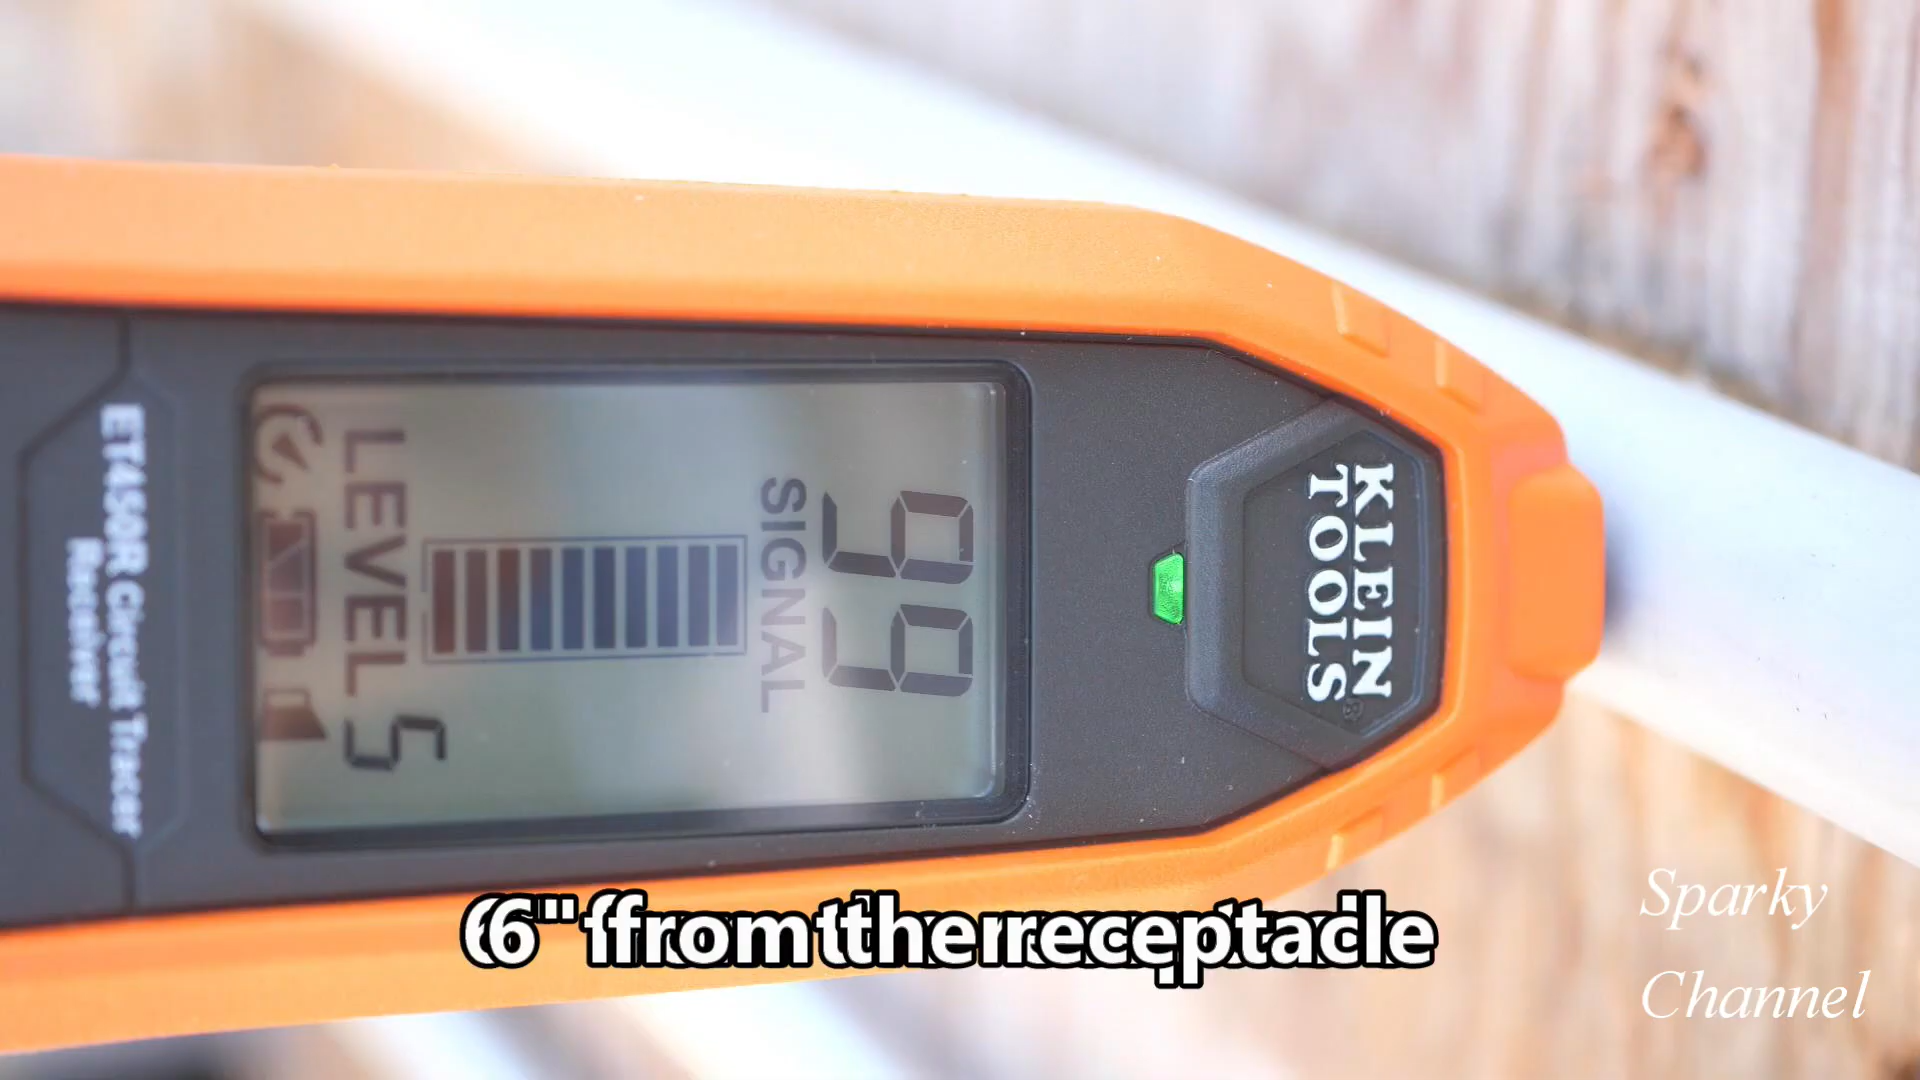 KLEIN
TOOLS
®
99
SIGNAL
LEVEL 5
ET450R Circuit Tracer
Receiver
6" from the receptacle
Sparky
Channel